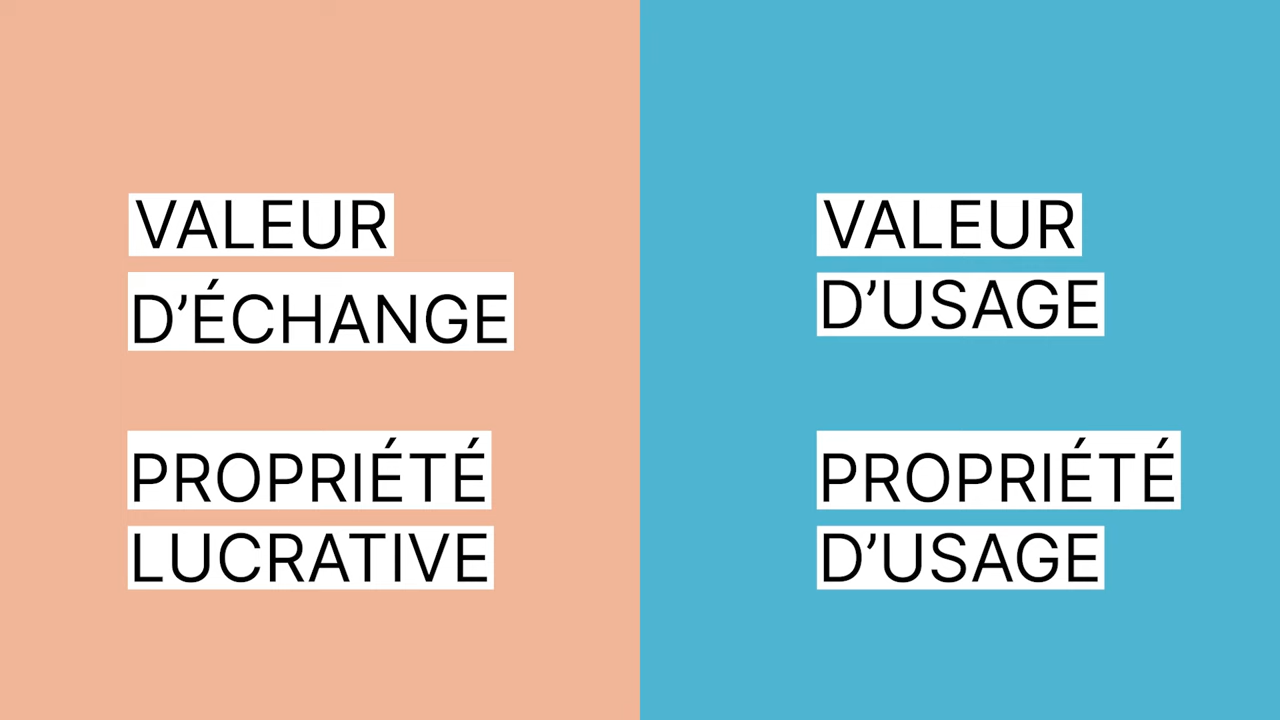 VALEUR
D’ÉCHANGE
PROPRIÉTÉ
LUCRATIVE
VALEUR
D’USAGE
PROPRIÉTÉ
D’USAGE